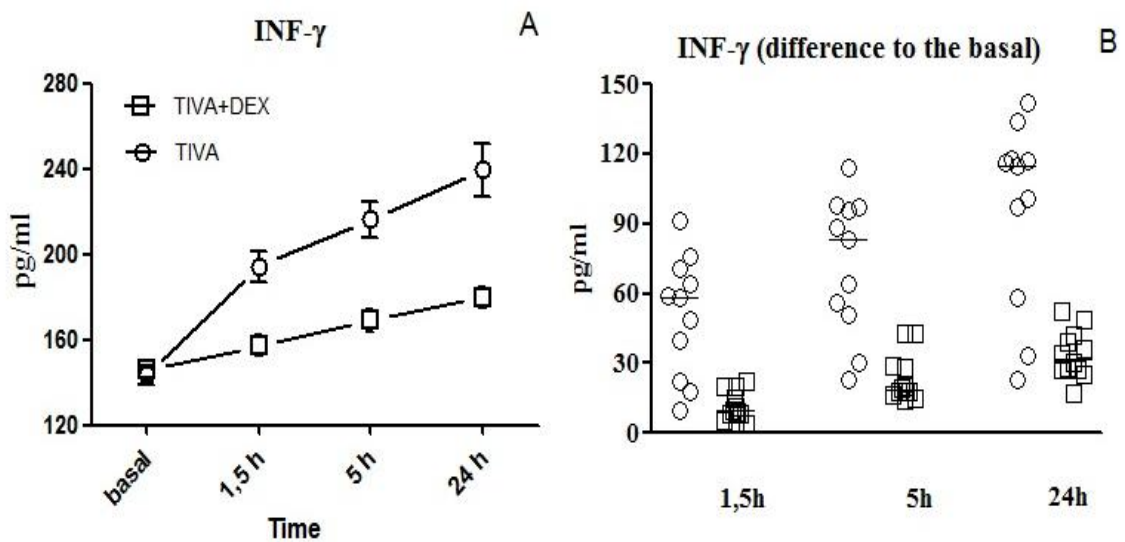 INF-γ
A
280
240
200
160
120
pg/ml
TIVA+DEX
TIVA
basal
1,5 h
5 h
24 h
Time
INF-γ (difference to the basal)
B
150
120
90
60
30
0
pg/ml
1,5h
5h
24h